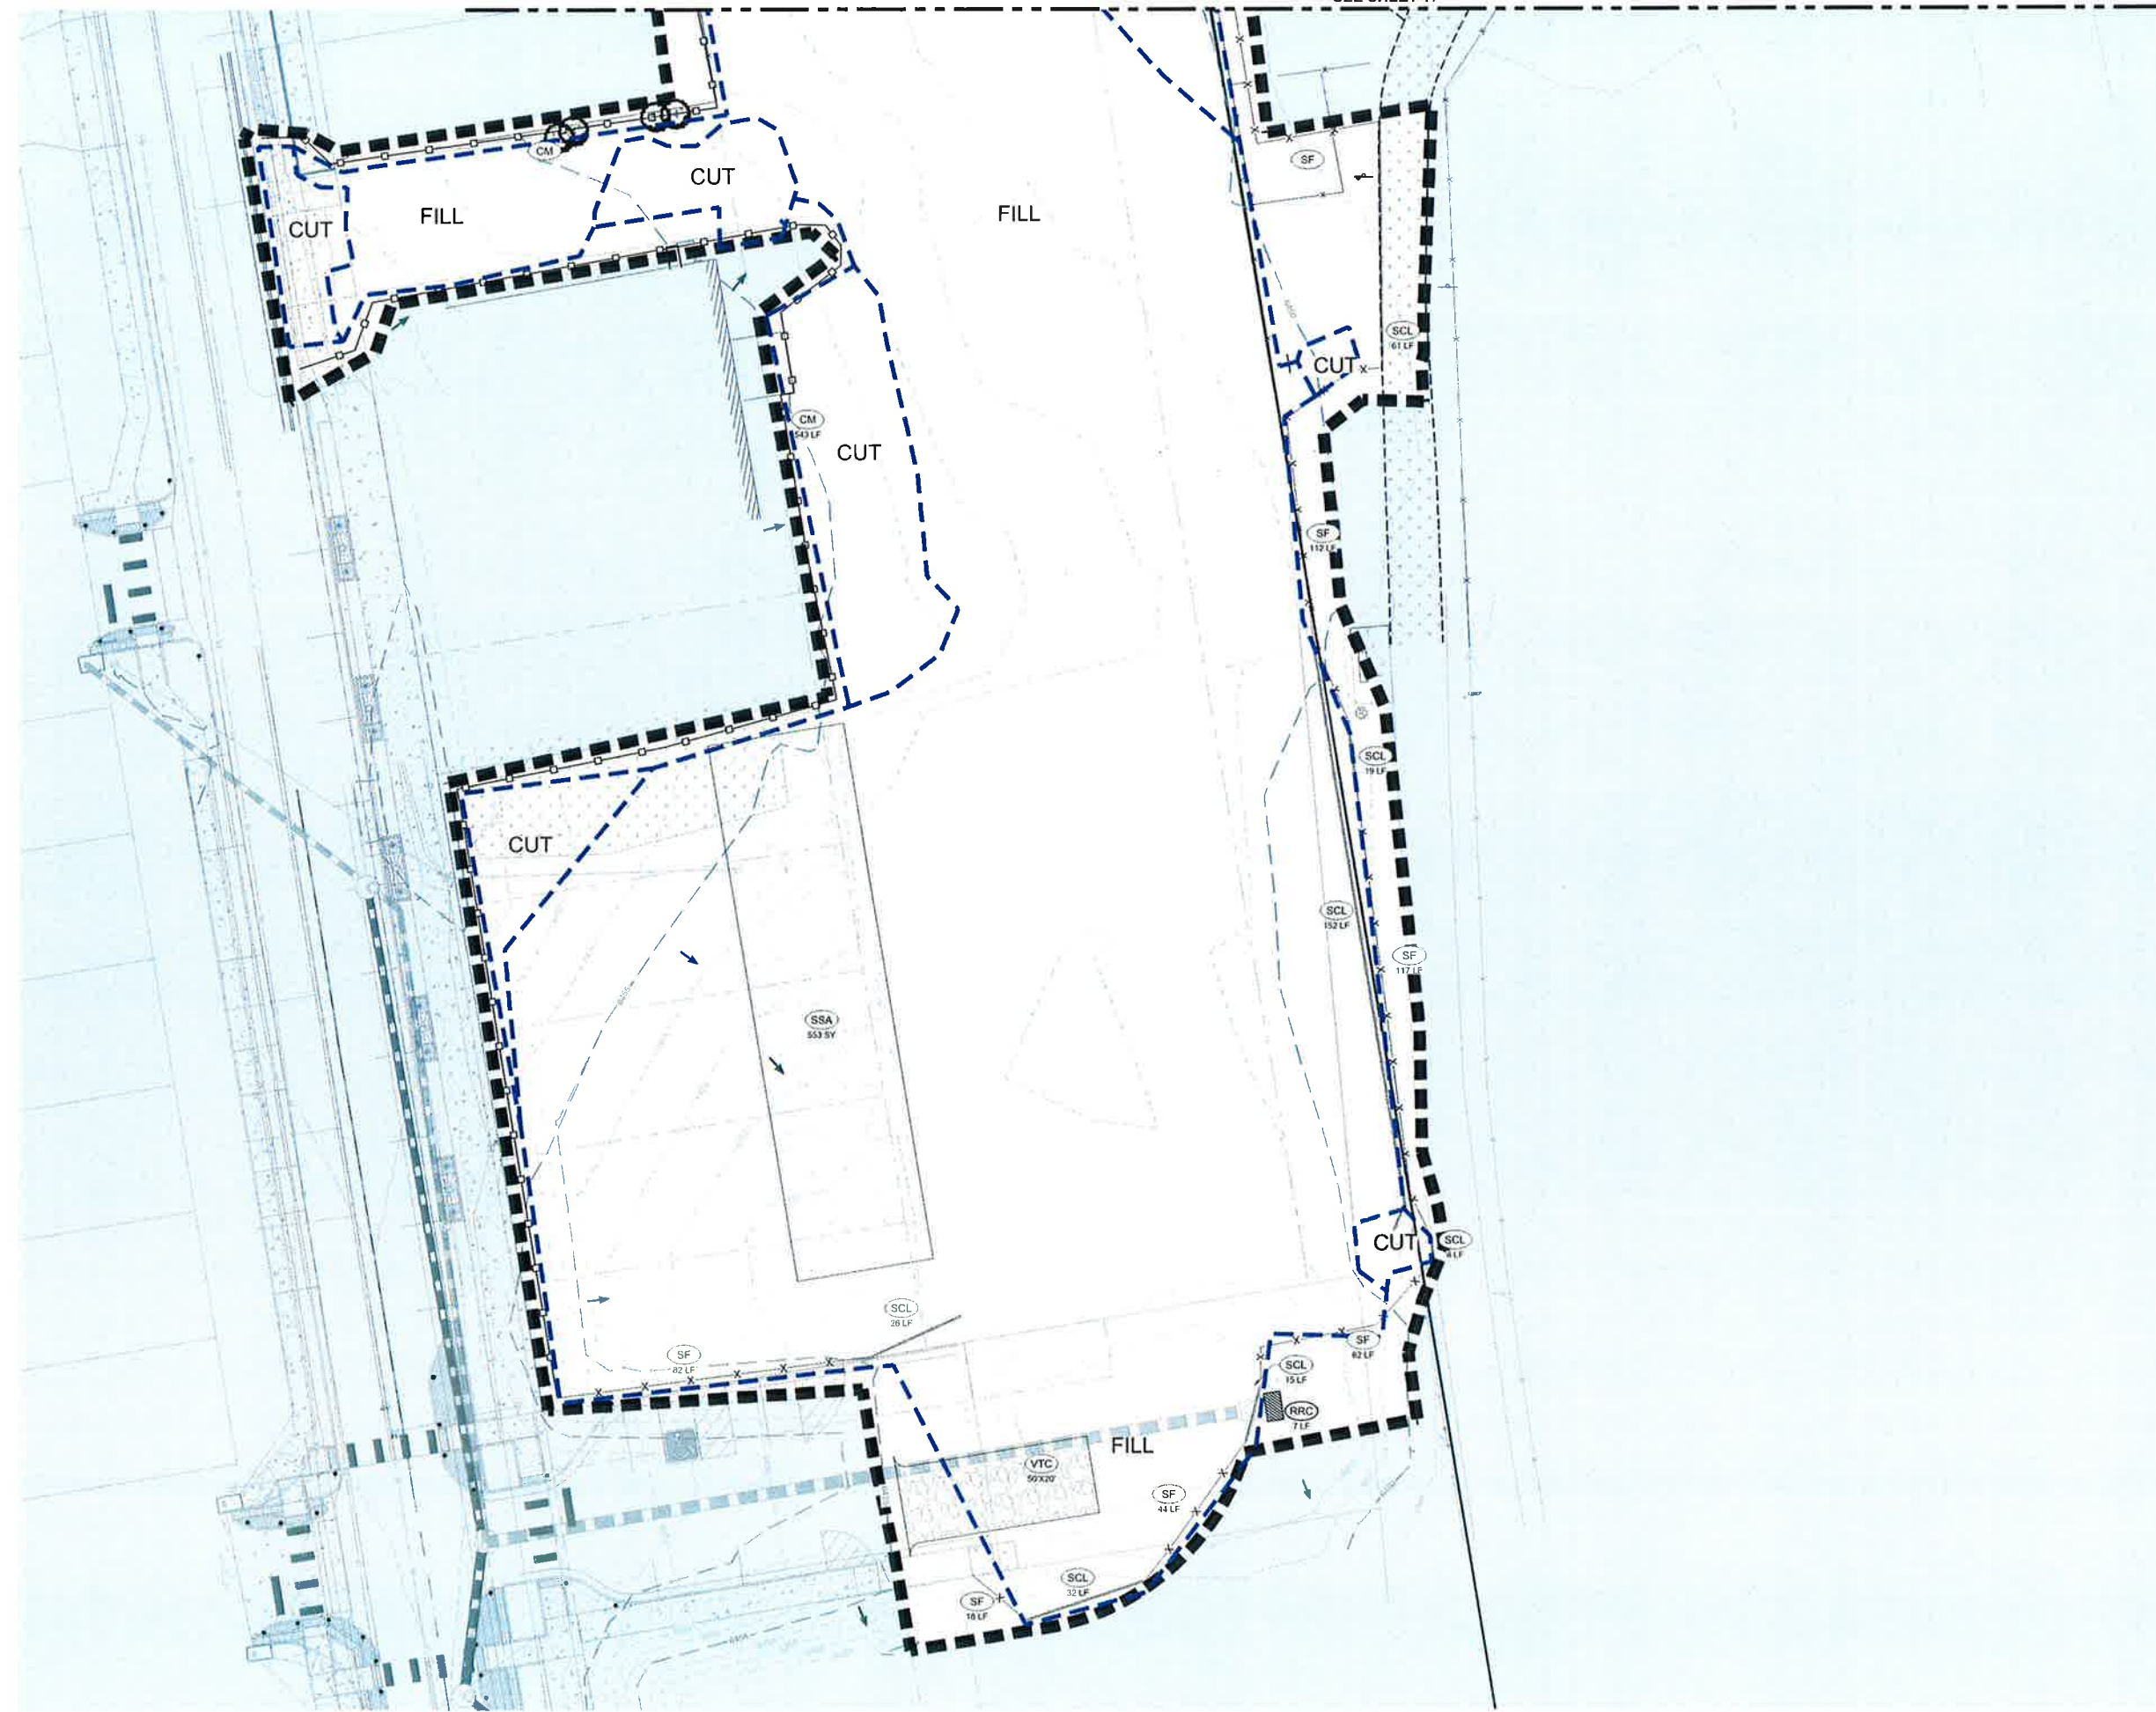 CM
CUT
FILL
CUT
FILL
SF
SCL
61 LF
CUT
CM
543 LF
CUT
SF
112 LF
SCL
19 LF
CUT
SCL
152 LF
SF
117 LF
SSA
553 SY
CUT
SCL
SCL
26 LF
SF
82 LF
SF
62 LF
SCL
15 LF
RRC
7 LF
FILL
VTC
50'X20'
SF
44 LF
SCL
32 LF
SF
18 LF